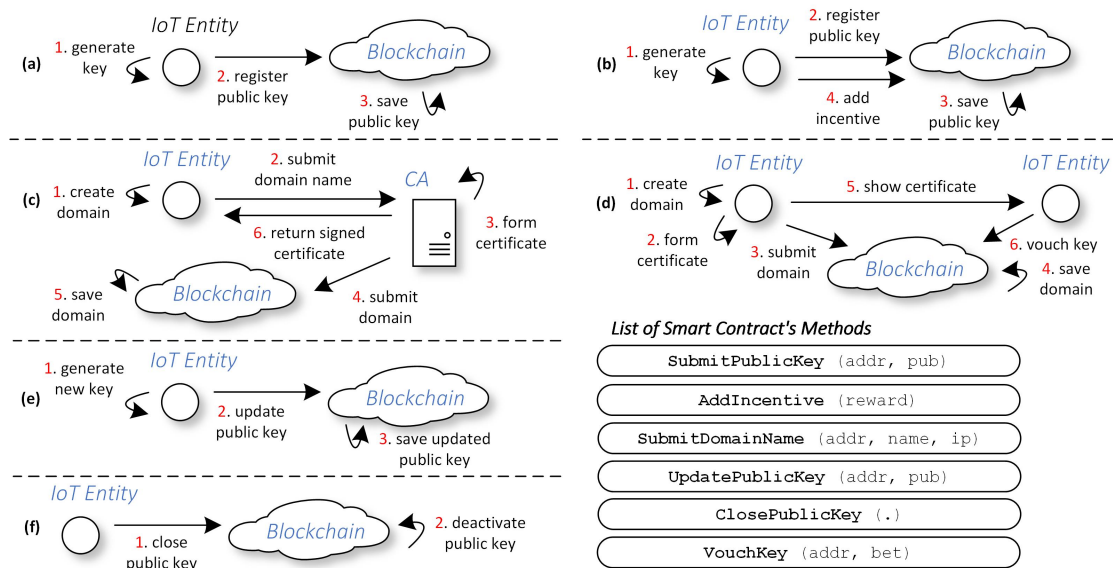 (a)
IoT Entity
1. generate
key
2. register
public key
Blockchain
3. save
public key
(b)
IoT Entity
1. generate
key
2. register
public key
4. add
incentive
Blockchain
3. save
public key
(c)
IoT Entity
1. create
domain
2. submit
domain name
CA
3. form
certificate
6. return signed
certificate
4. submit
domain
Blockchain
5. save
domain
(d)
IoT Entity
1. create
domain
2. form
certificate
3. submit
domain
5. show certificate
IoT Entity
6. vouch key
Blockchain
4. save
domain
(e)
IoT Entity
1. generate
new key
2. update
public key
Blockchain
3. save updated
public key
(f)
IoT Entity
1. close
public key
Blockchain
2. deactivate
public key
List of Smart Contract's Methods
SubmitPublicKey (addr, pub)
AddIncentive (reward)
SubmitDomainName (addr, name, ip)
UpdatePublicKey (addr, pub)
ClosePublicKey (.)
VouchKey (addr, bet)